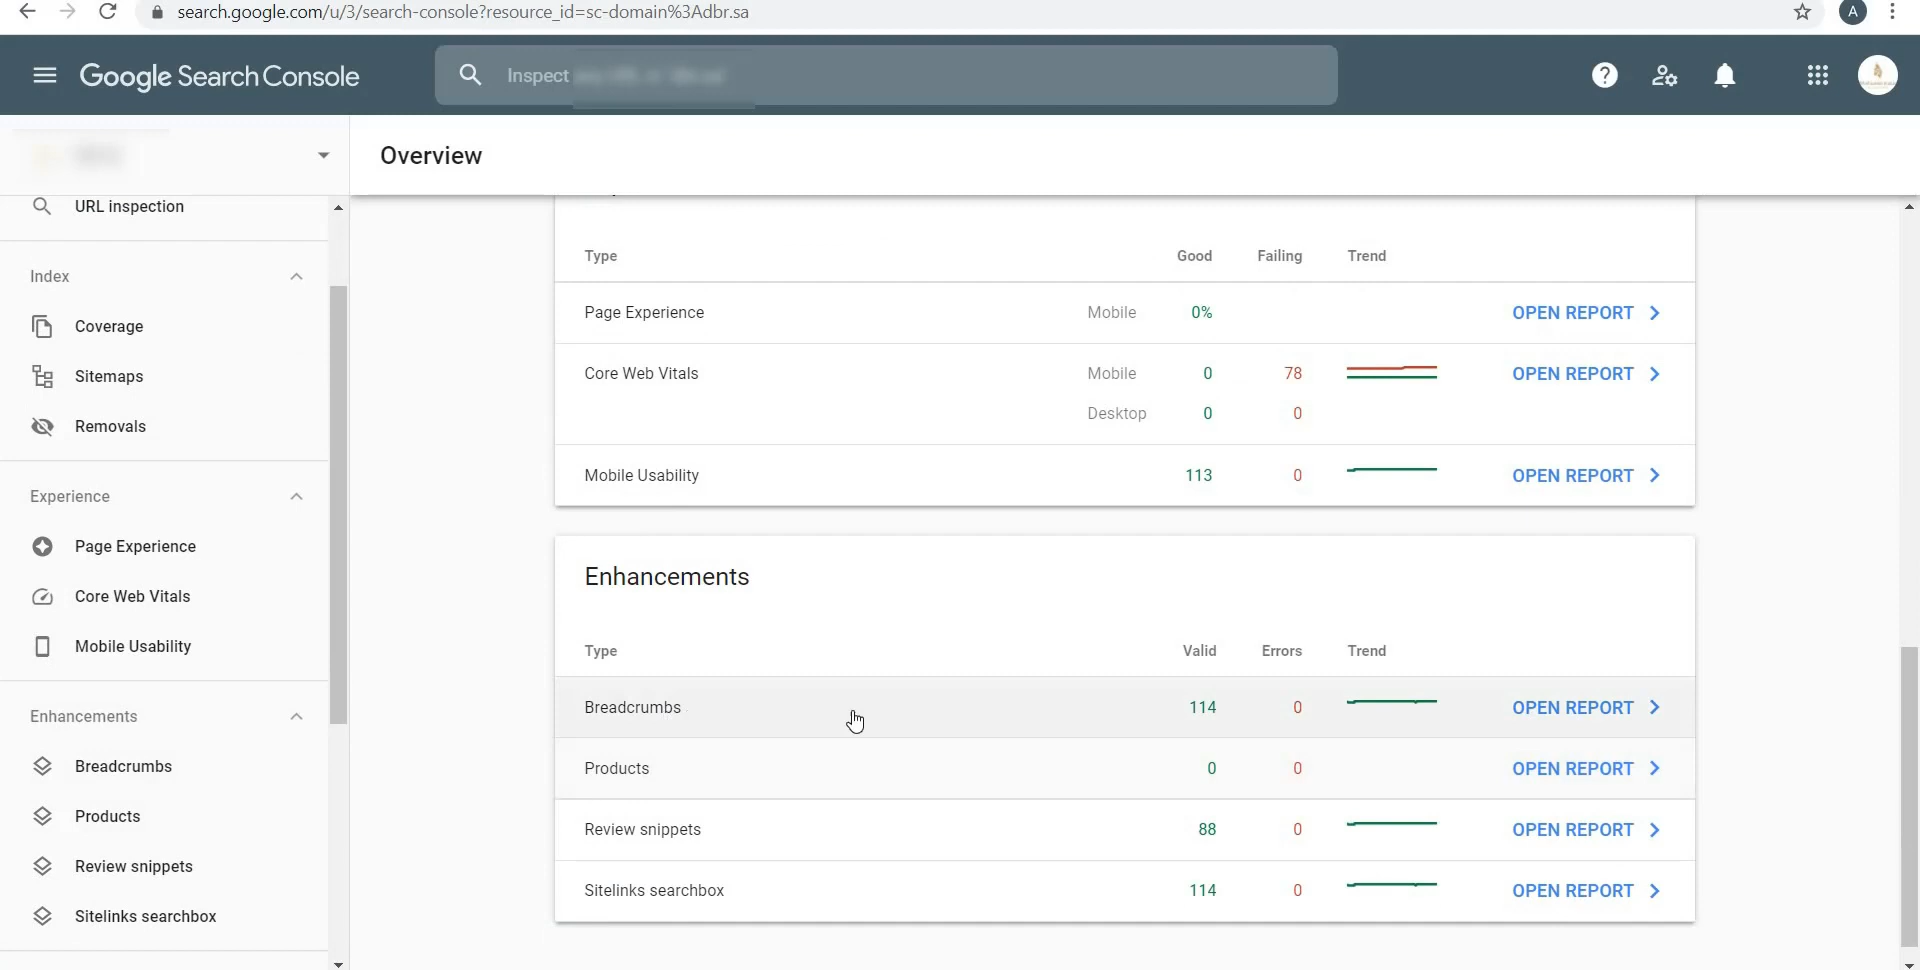 search.google.com/u/3/search-console?resource_id=sc-domain%3Adbr.sa
A
Google Search Console
Inspect
Overview
URL inspection
Index
Coverage
Sitemaps
Removals
Experience
Page Experience
Core Web Vitals
Mobile Usability
Enhancements
Breadcrumbs
Products
Review snippets
Sitelinks searchbox
Type Good Failing Trend
Page Experience Mobile 0% OPEN REPORT
Core Web Vitals Mobile 0 78 OPEN REPORT
Desktop 0 0
Mobile Usability 113 0 OPEN REPORT
Enhancements
Type Valid Errors Trend
Breadcrumbs 114 0 OPEN REPORT
Products 0 0 OPEN REPORT
Review snippets 88 0 OPEN REPORT
Sitelinks searchbox 114 0 OPEN REPORT